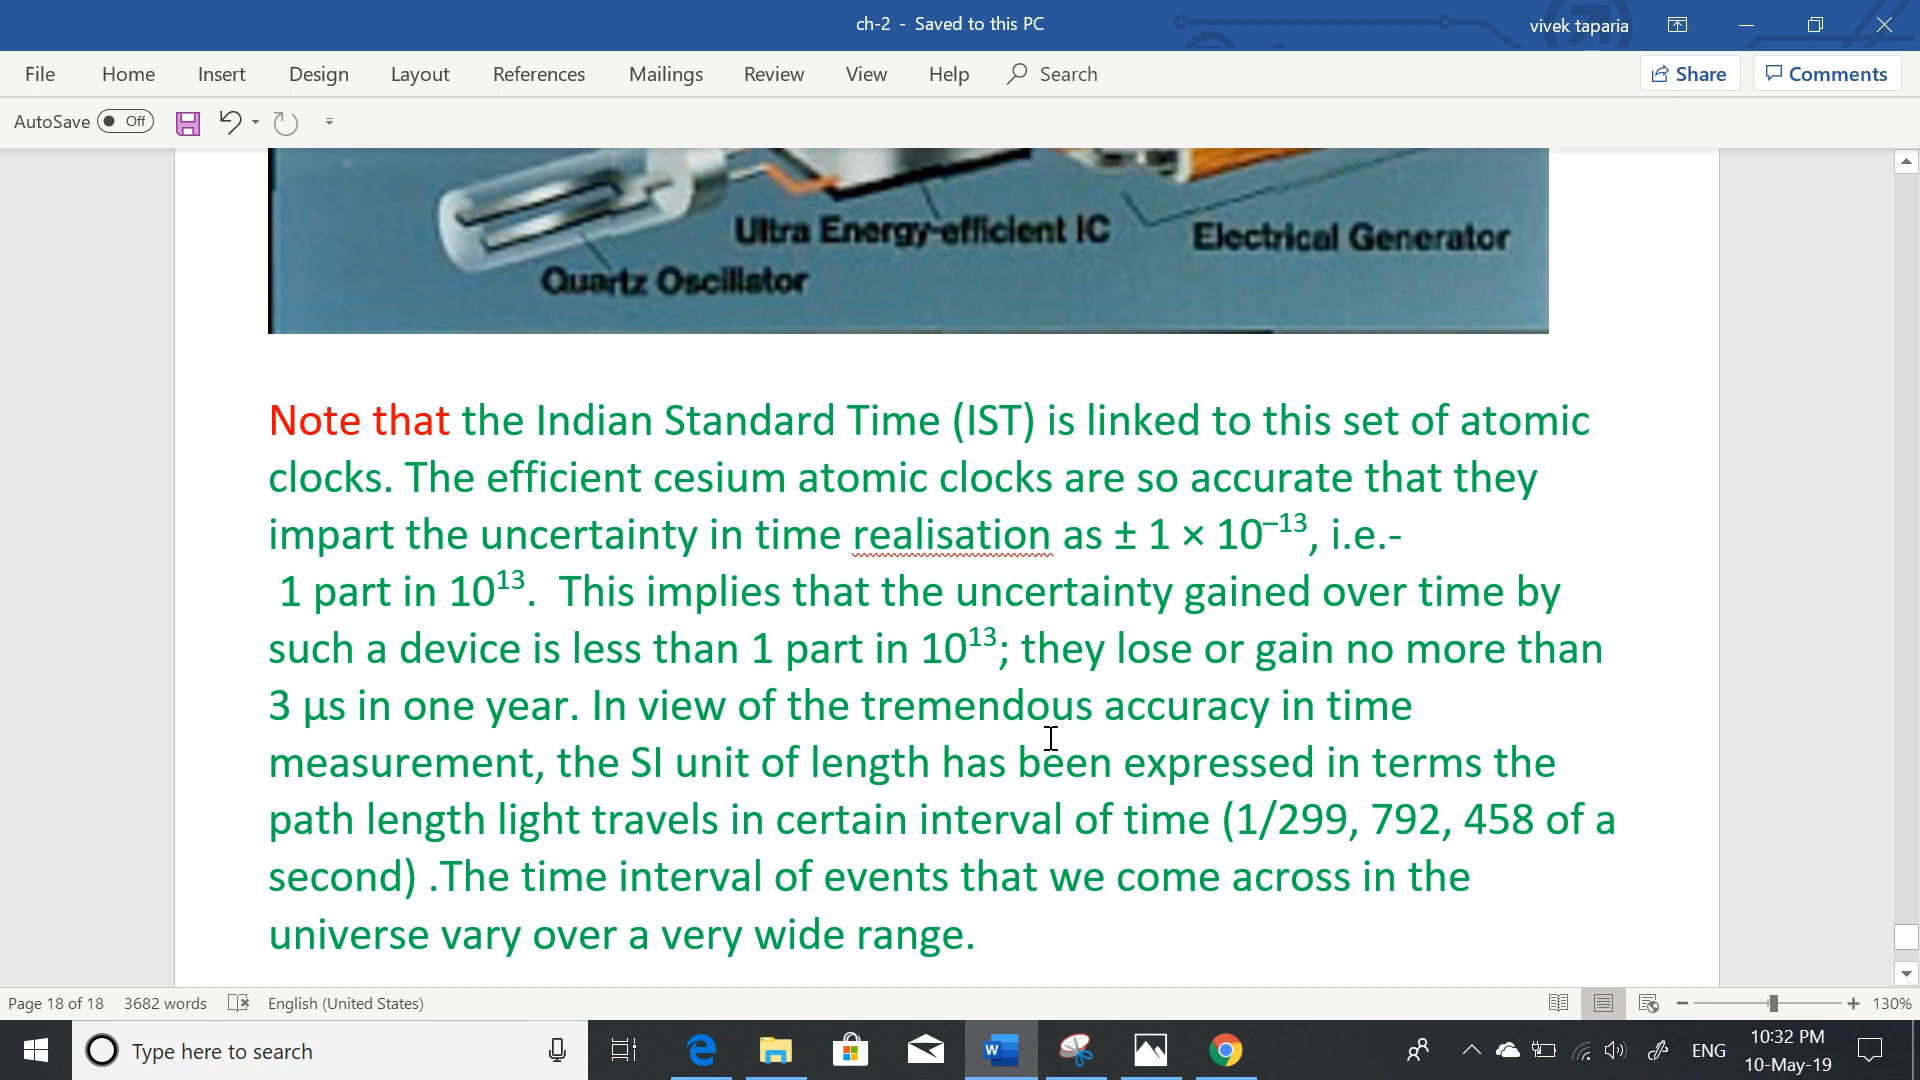 ch-2 - Saved to this PC
vivek taparia
File Home Insert Design Layout References Mailings Review View Help Search
Share Comments
AutoSave Off
Ultra Energy-efficient IC
Electrical Generator
Quartz Oscillator
Note that the Indian Standard Time (IST) is linked to this set of atomic
clocks. The efficient cesium atomic clocks are so accurate that they
impart the uncertainty in time realisation as ± 1 × 10⁻¹³, i.e.-
1 part in 10¹³. This implies that the uncertainty gained over time by
such a device is less than 1 part in 10¹³; they lose or gain no more than
3 µs in one year. In view of the tremendous accuracy in time
measurement, the SI unit of length has been expressed in terms the
path length light travels in certain interval of time (1/299, 792, 458 of a
second) .The time interval of events that we come across in the
universe vary over a very wide range.
Page 18 of 18 3682 words English (United States)
130%
Type here to search
W
ENG
10:32 PM
10-May-19